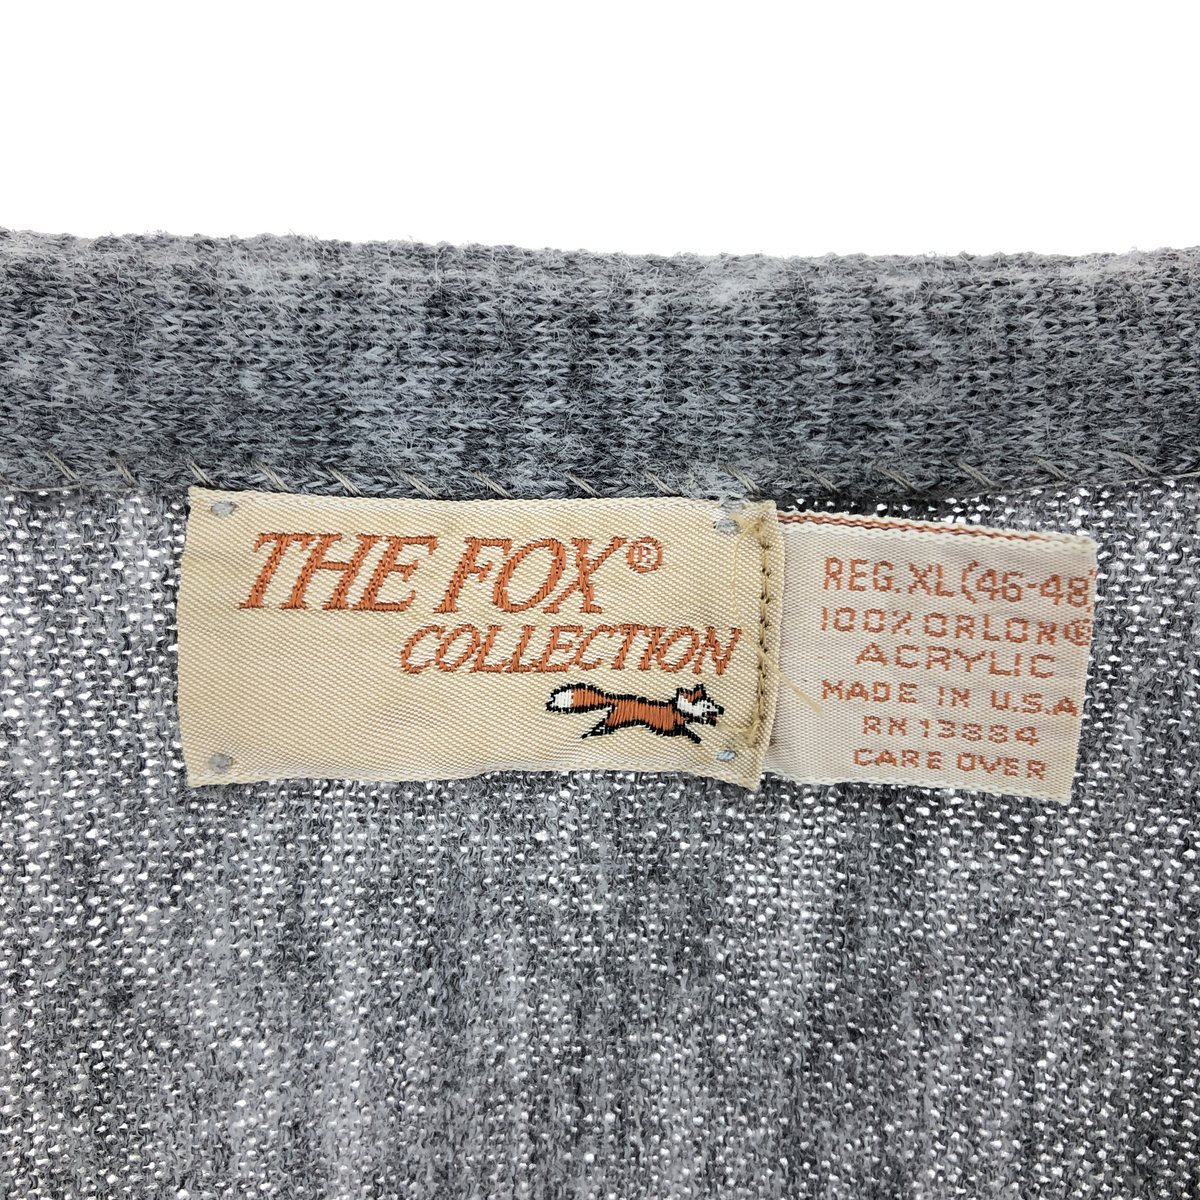 THE FOX®
COLLECTION
REG. XL (46-48)
100% ORLON®
ACRYLIC
MADE IN U.S.A
RN 13884
CARE OVER